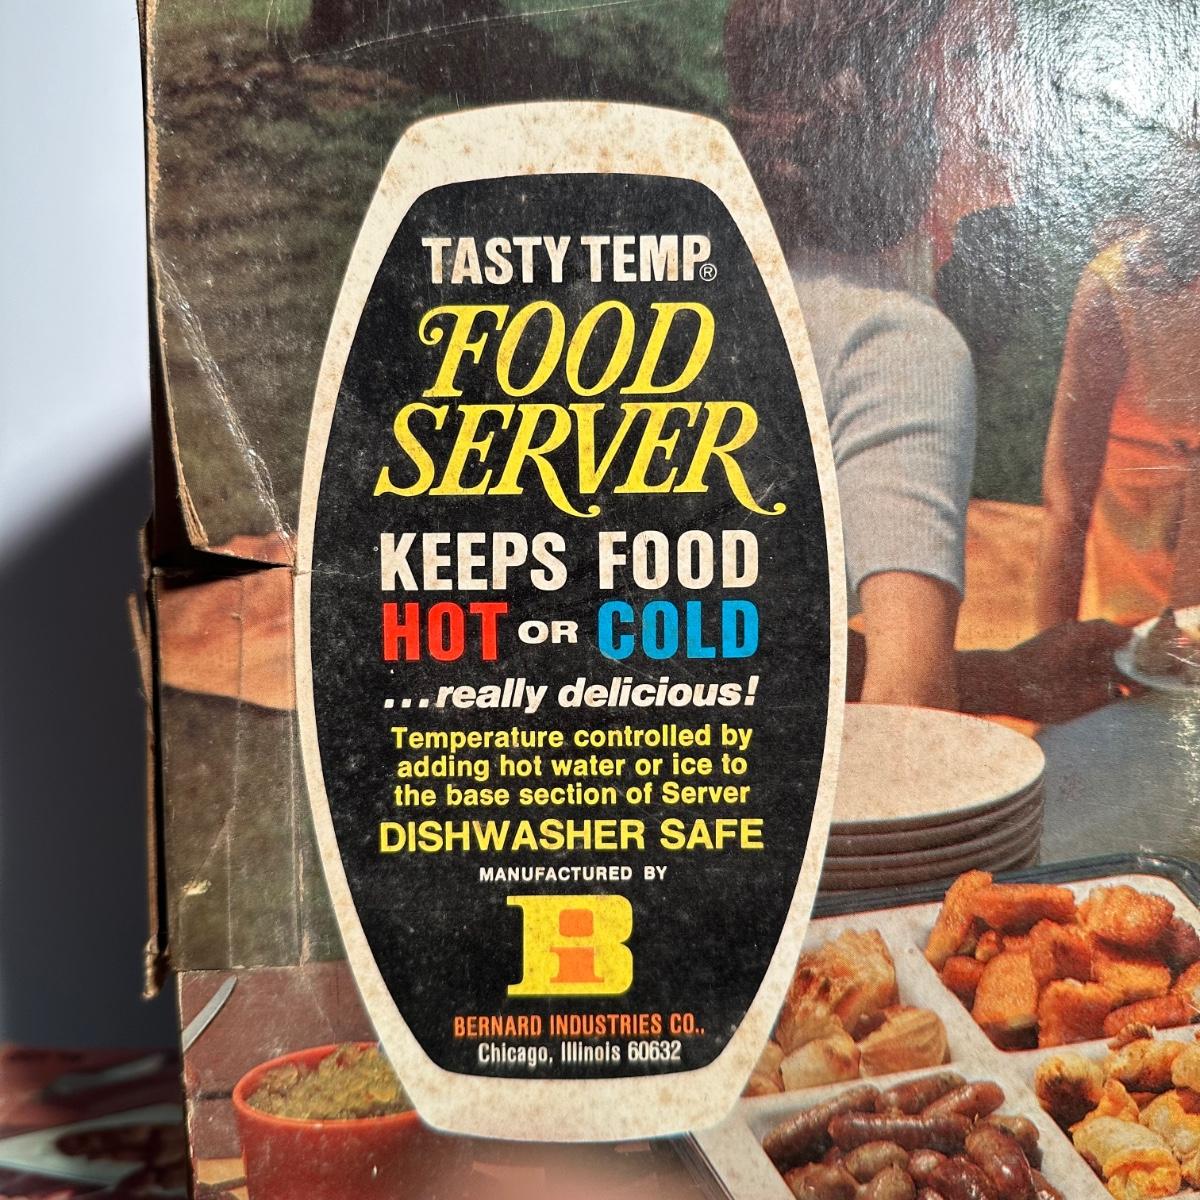 TASTY TEMP®
FOOD
SERVER
KEEPS FOOD
HOT OR COLD
...really delicious!
Temperature controlled by
adding hot water or ice to
the base section of Server
DISHWASHER SAFE
MANUFACTURED BY
Bi
BERNARD INDUSTRIES CO.,
Chicago, Illinois 60632